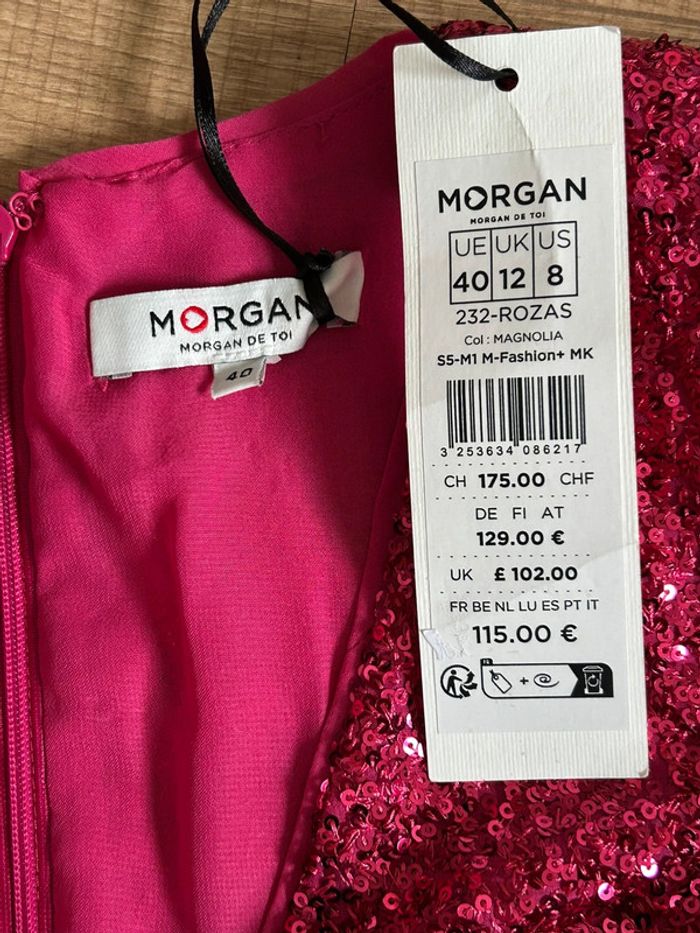 MORGAN
MORGAN DE TOI
40
MORGAN
MORGAN DE TOI
UE UK US
40 12 8
232-ROZAS
Col : MAGNOLIA
S5-M1 M-Fashion+ MK
3 253634 086217
CH 175.00 CHF
DE FI AT
129.00 €
UK £ 102.00
FR BE NL LU ES PT IT
115.00 €
FR
+